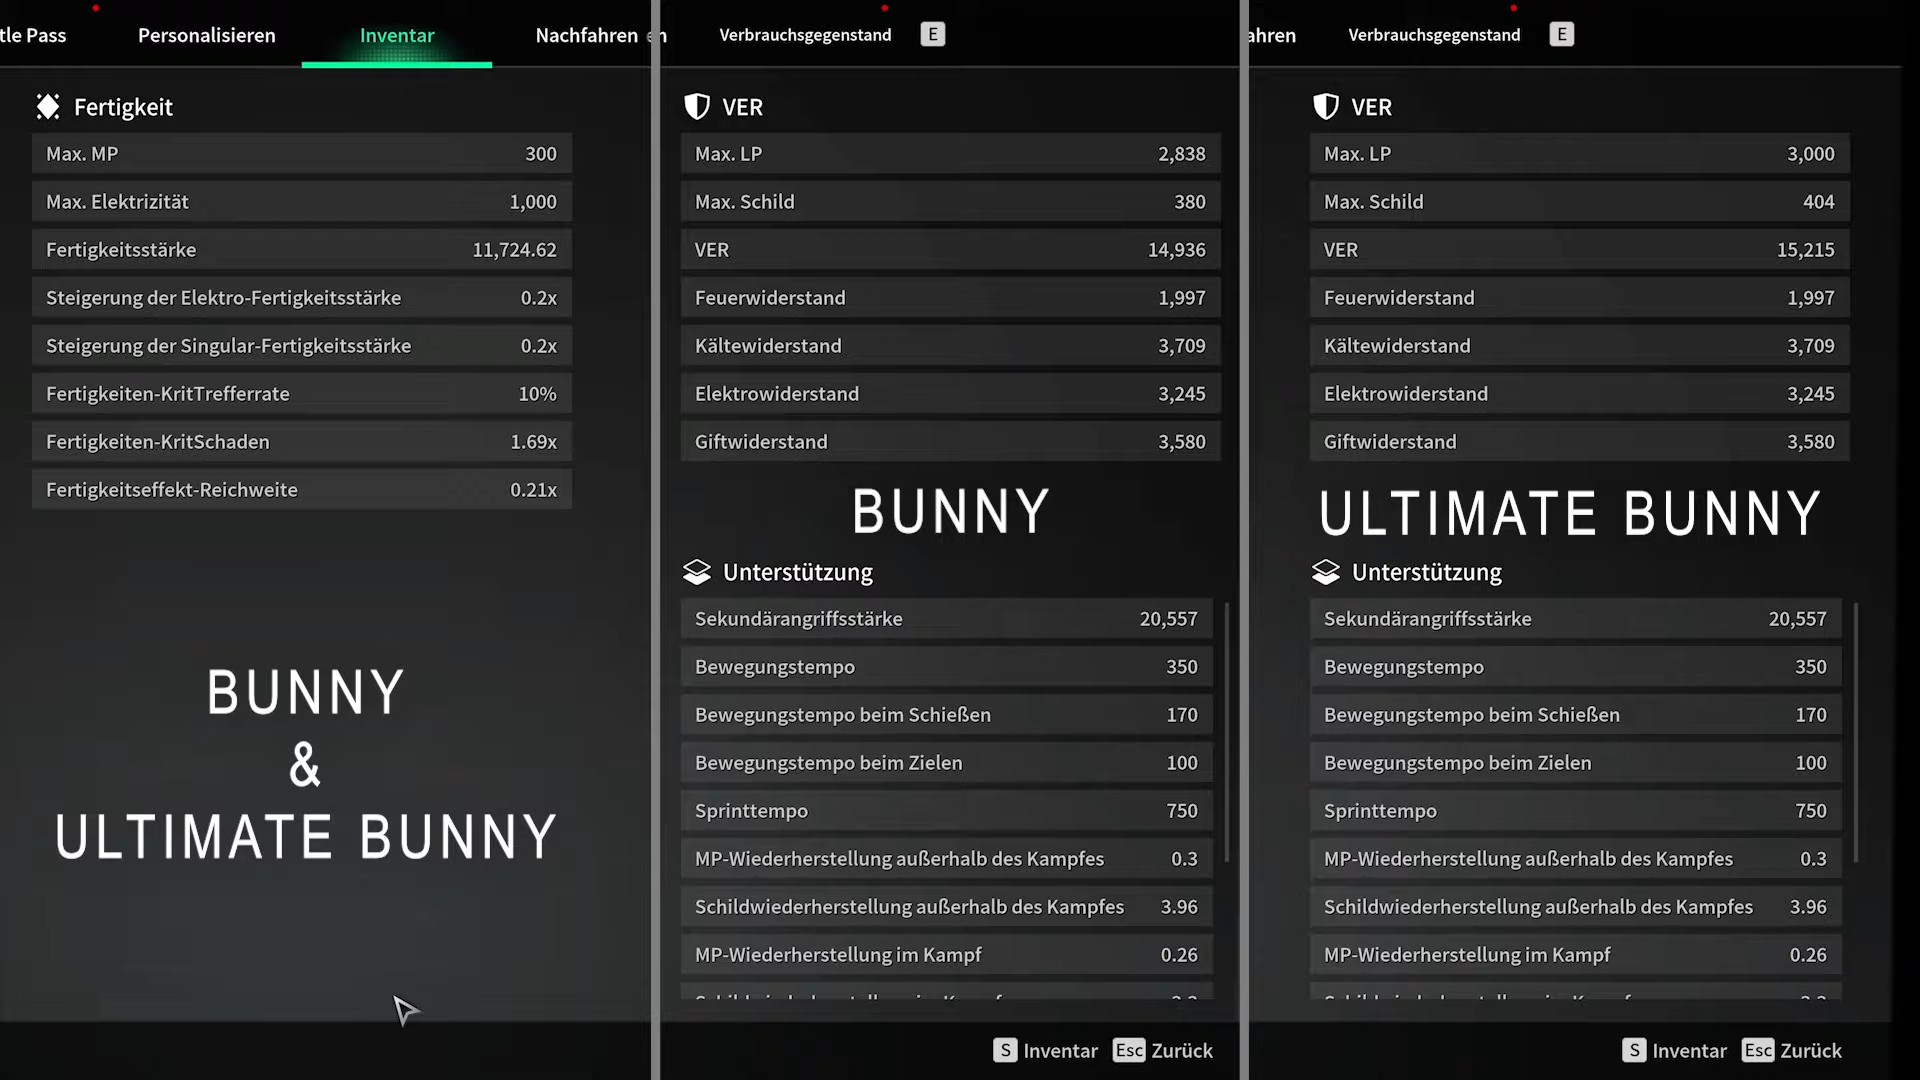 tle Pass Personalisieren Inventar Nachfahren
Fertigkeit
Max. MP 300
Max. Elektrizität 1,000
Fertigkeitsstärke 11,724.62
Steigerung der Elektro-Fertigkeitsstärke 0.2x
Steigerung der Singular-Fertigkeitsstärke 0.2x
Fertigkeiten-KritTrefferrate 10%
Fertigkeiten-KritSchaden 1.69x
Fertigkeitseffekt-Reichweite 0.21x
BUNNY
&
ULTIMATE BUNNY
Verbrauchsgegenstand E
VER
Max. LP 2,838
Max. Schild 380
VER 14,936
Feuerwiderstand 1,997
Kältewiderstand 3,709
Elektrowiderstand 3,245
Giftwiderstand 3,580
BUNNY
Unterstützung
Sekundärangriffsstärke 20,557
Bewegungstempo 350
Bewegungstempo beim Schießen 170
Bewegungstempo beim Zielen 100
Sprinttempo 750
MP-Wiederherstellung außerhalb des Kampfes 0.3
Schildwiederherstellung außerhalb des Kampfes 3.96
MP-Wiederherstellung im Kampf 0.26
S Inventar Esc Zurück
ahren Verbrauchsgegenstand E
VER
Max. LP 3,000
Max. Schild 404
VER 15,215
Feuerwiderstand 1,997
Kältewiderstand 3,709
Elektrowiderstand 3,245
Giftwiderstand 3,580
ULTIMATE BUNNY
Unterstützung
Sekundärangriffsstärke 20,557
Bewegungstempo 350
Bewegungstempo beim Schießen 170
Bewegungstempo beim Zielen 100
Sprinttempo 750
MP-Wiederherstellung außerhalb des Kampfes 0.3
Schildwiederherstellung außerhalb des Kampfes 3.96
MP-Wiederherstellung im Kampf 0.26
S Inventar Esc Zurück